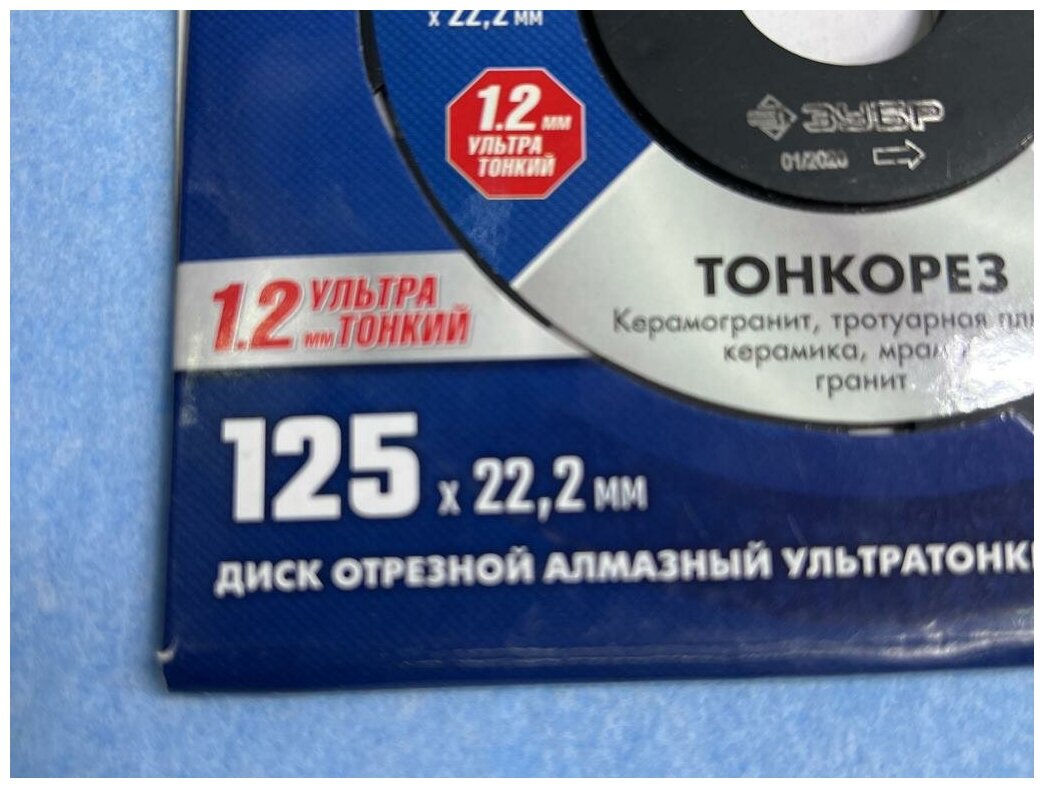 х 22,2 мм
1.2 мм
УЛЬТРА
ТОНКИЙ
ЗУБР
01/2020
ТОНКОРЕЗ
Керамогранит, тротуарная
керамика,
гранит
1.2 мм УЛЬТРА
ТОНКИЙ
125 х 22,2 мм
ДИСК ОТРЕЗНОЙ АЛМАЗНЫЙ